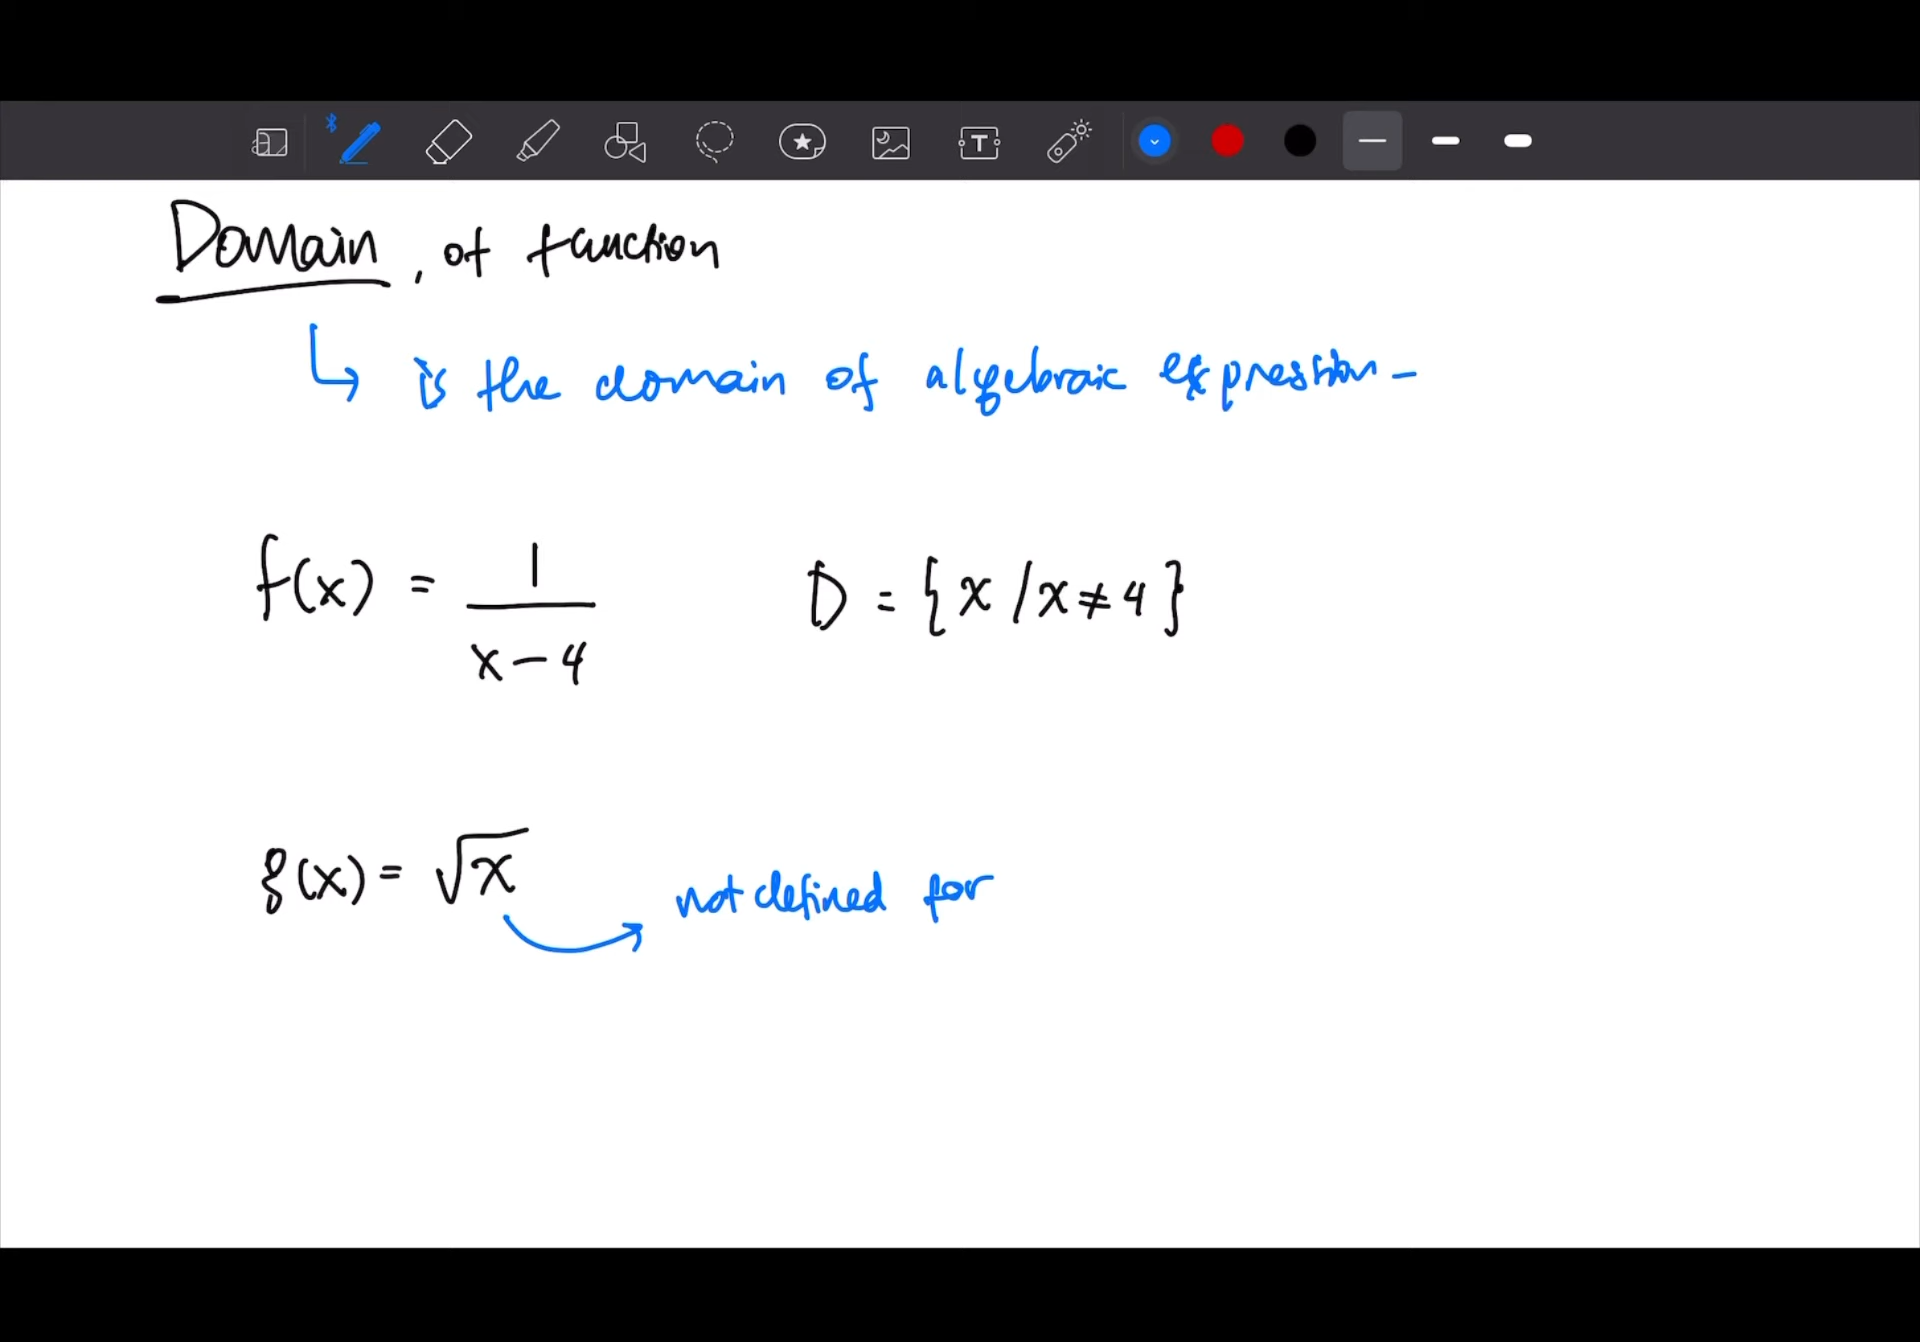 Domain, of function
↳ is the domain of algebraic expression -
f(x) = 1/(x-4) D = {x/x≠4}
g(x) = √x → not defined for